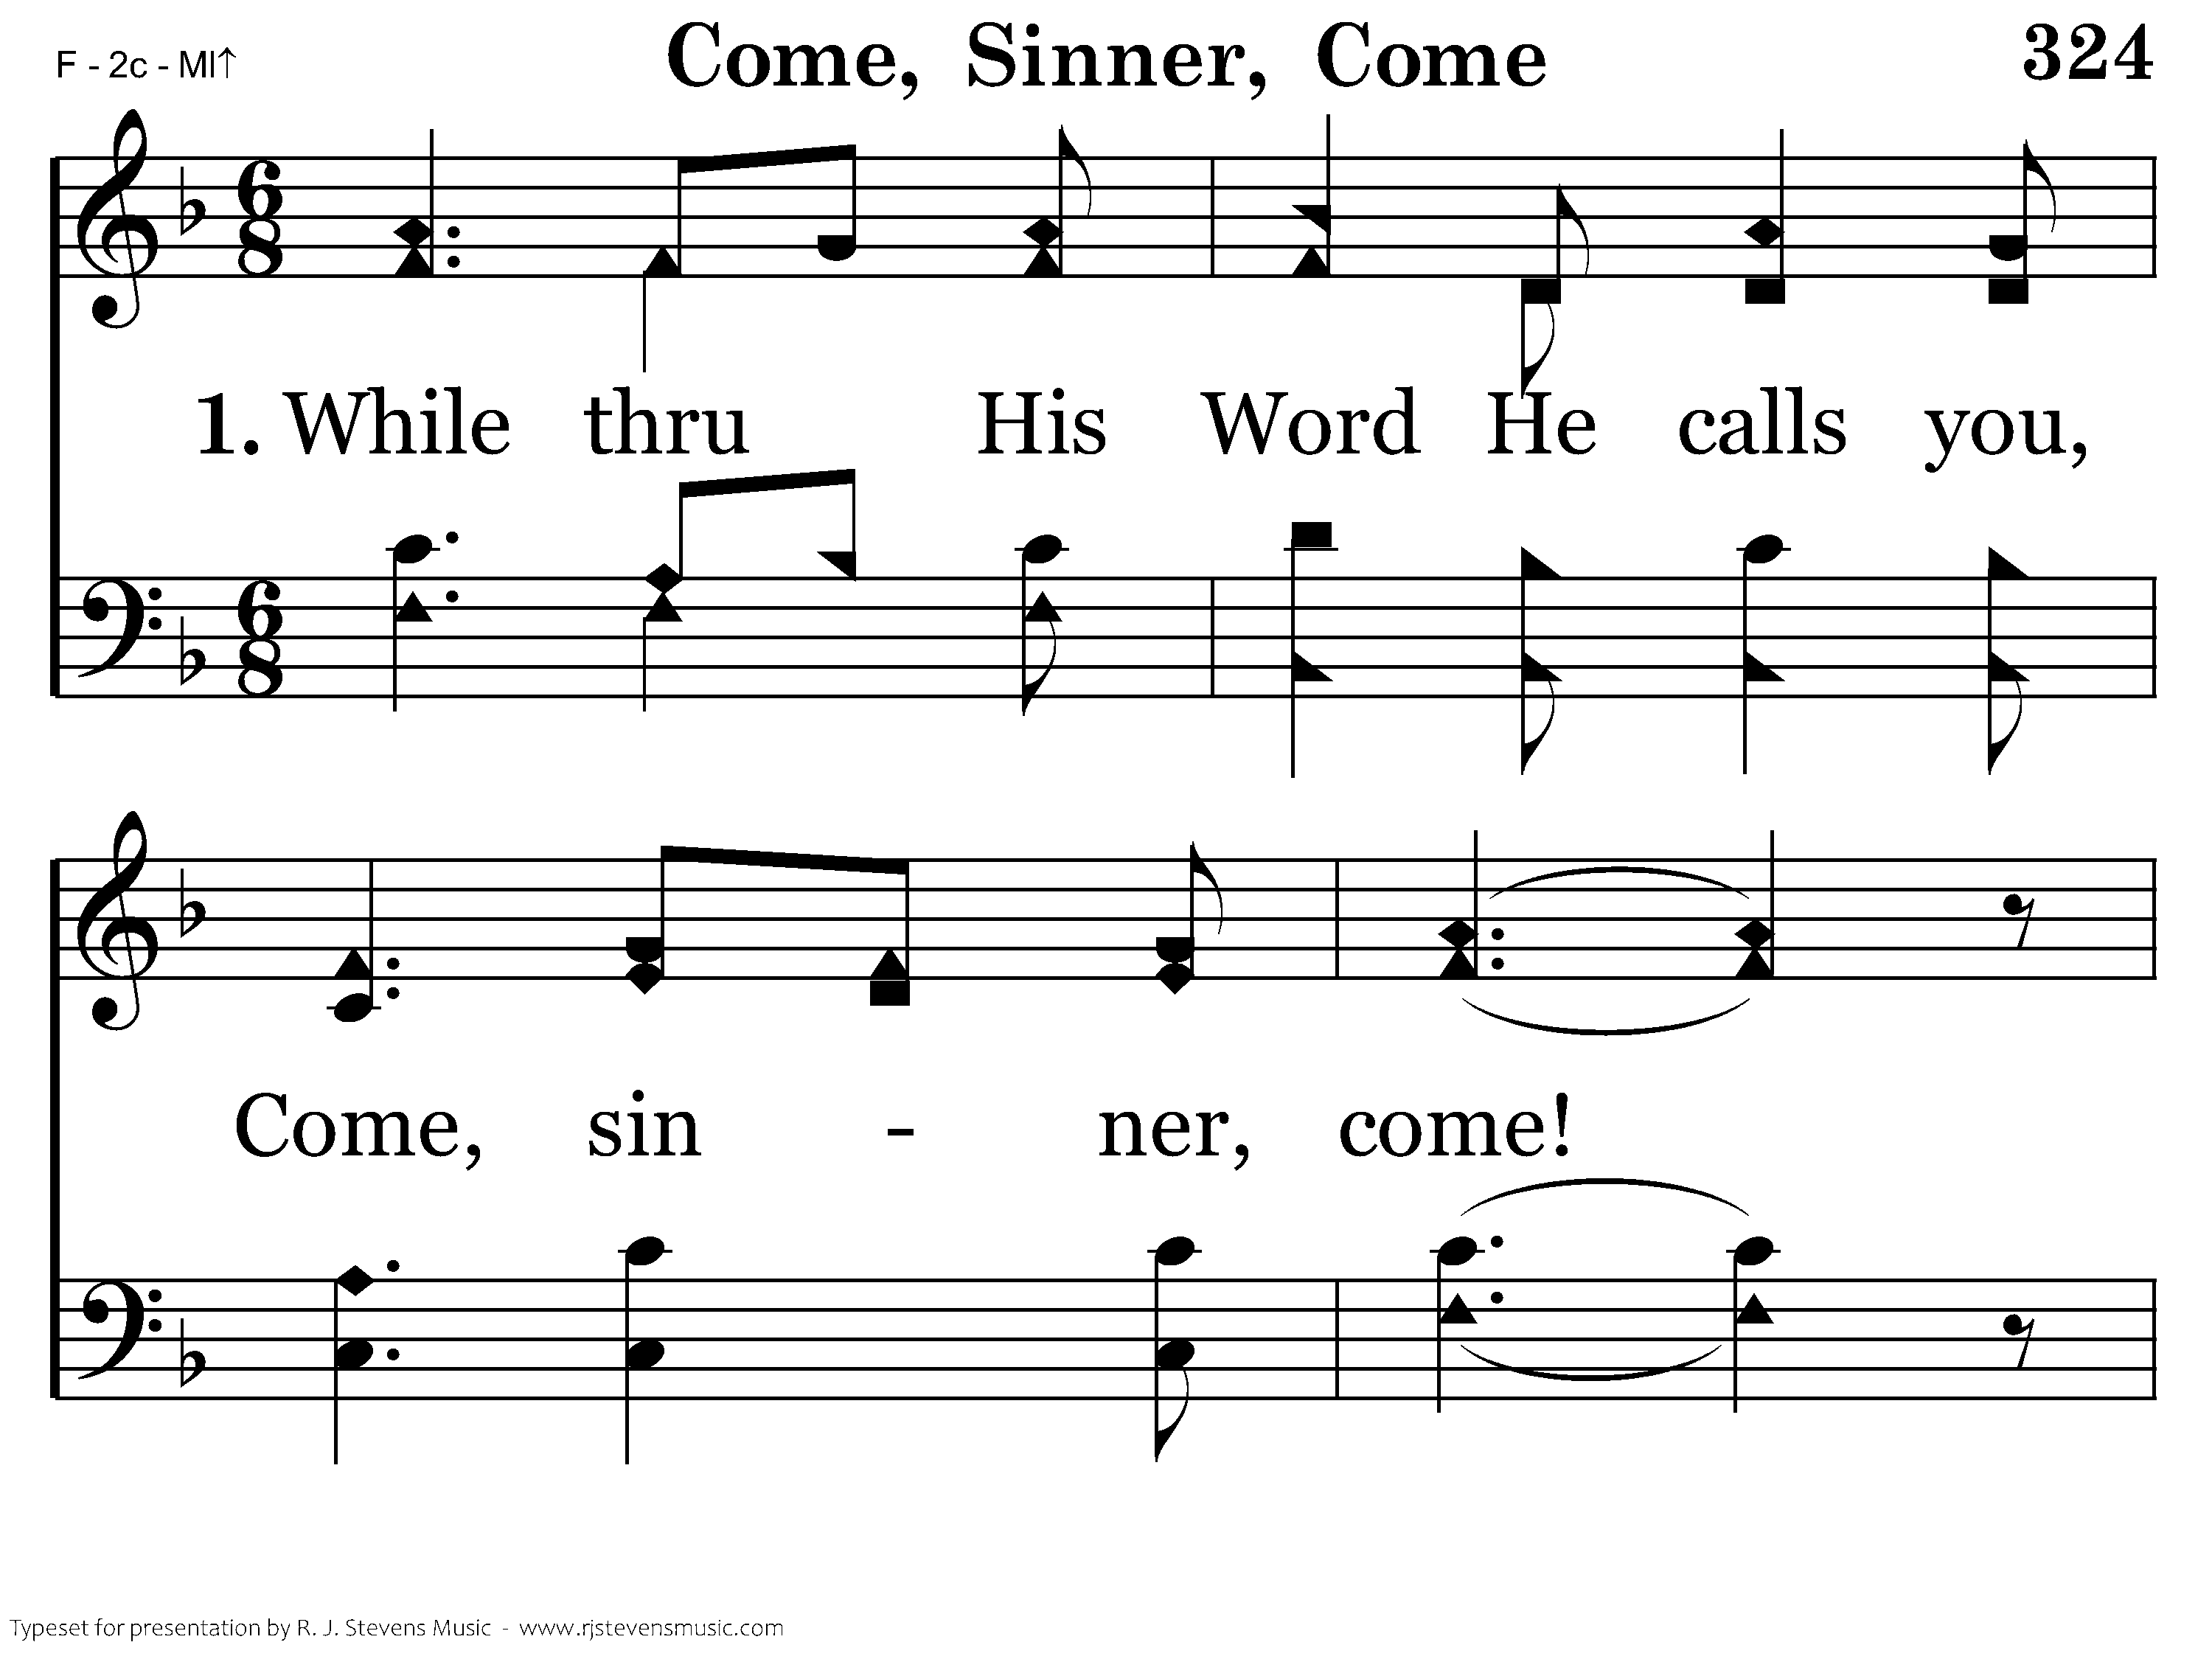 F - 2c - MI↑
Come, Sinner, Come
324
1. While thru His Word He calls you,
Come, sin - ner, come!
Typeset for presentation by R. J. Stevens Music - www.rjstevensmusic.com